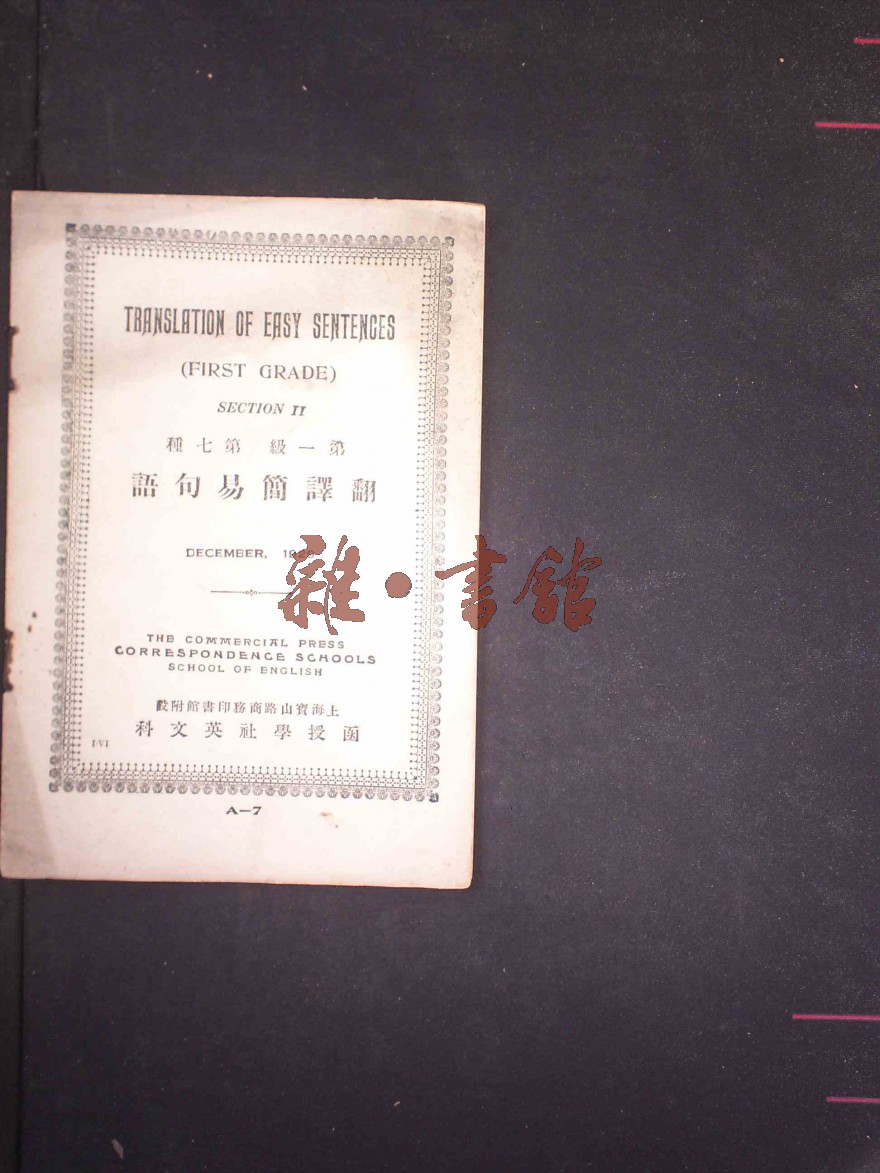 TRANSLATION OF EASY SENTENCES
(FIRST GRADE)
SECTION II
第一級 第七種
翻譯簡易句語
DECEMBER,
雜·書館
THE COMMERCIAL PRESS
CORRESPONDENCE SCHOOLS
SCHOOL OF ENGLISH
上海寶山路商務印書館附設
函授學社英文科
I-VI
A—7